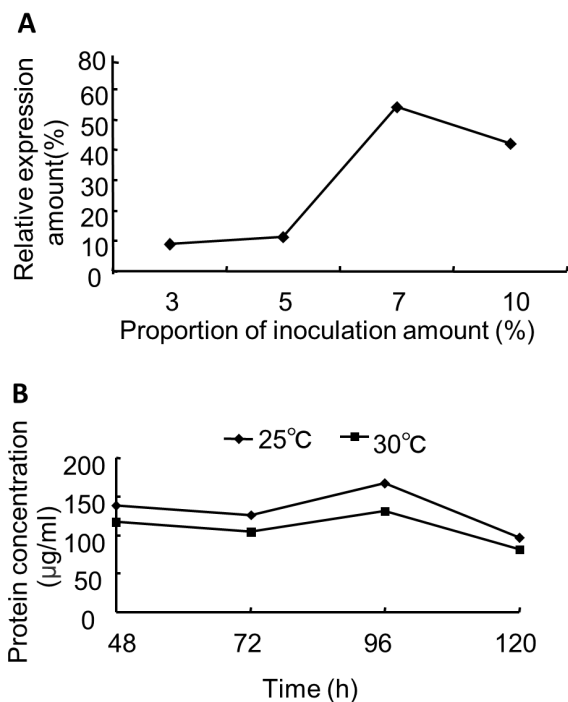 A
Relative expression
amount(%)
80
60
50
40
30
20
10
0
3 5 7 10
Proportion of inoculation amount (%)
B
25°C 30°C
Protein concentration
(µg/ml)
200
150
100
50
0
48 72 96 120
Time (h)